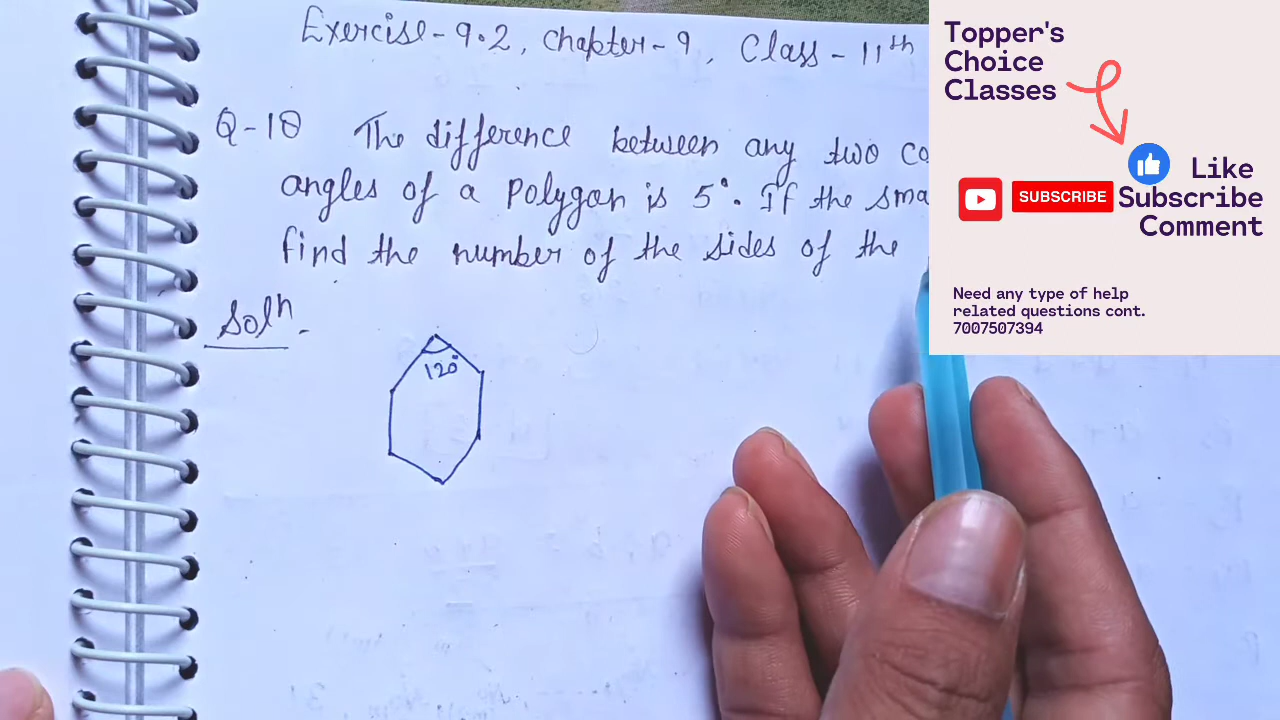 Exercise-9.2, Chapter-9, Class-11th
Q-18 The difference between any two
angles of a Polygon is 5°. If the
find the number of the sides of the
Solⁿ.
120°
Topper's
Choice
Classes
Like
SUBSCRIBE
Subscribe
Comment
Need any type of help
related questions cont.
7007507394